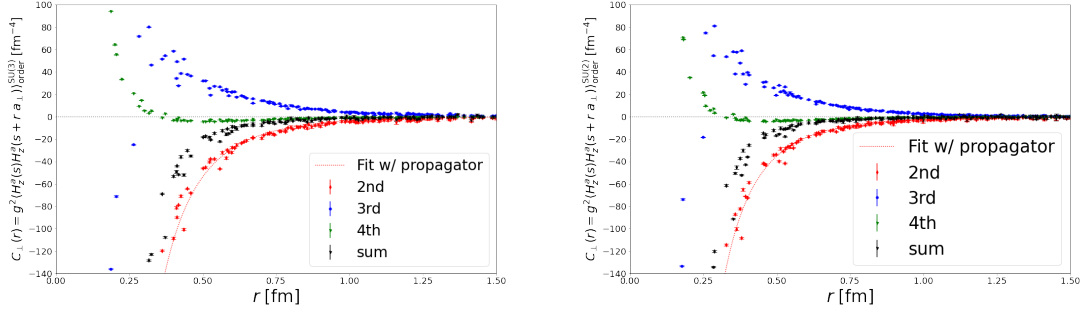 C⊥(r) = g²⟨H_z^a(s)H_z^a(s + r a⊥)⟩_order^SU(3) [fm⁻⁴]
100
80
60
40
20
0
−20
−40
−60
−80
−100
−120
−140
Fit w/ propagator
2nd
3rd
4th
sum
0.00 0.25 0.50 0.75 1.00 1.25 1.50
r [fm]
C⊥(r) = g²⟨H_z^a(s)H_z^a(s + r a⊥)⟩_order^SU(2) [fm⁻⁴]
100
80
60
40
20
0
−20
−40
−60
−80
−100
−120
−140
Fit w/ propagator
2nd
3rd
4th
sum
0.00 0.25 0.50 0.75 1.00 1.25 1.50
r [fm]